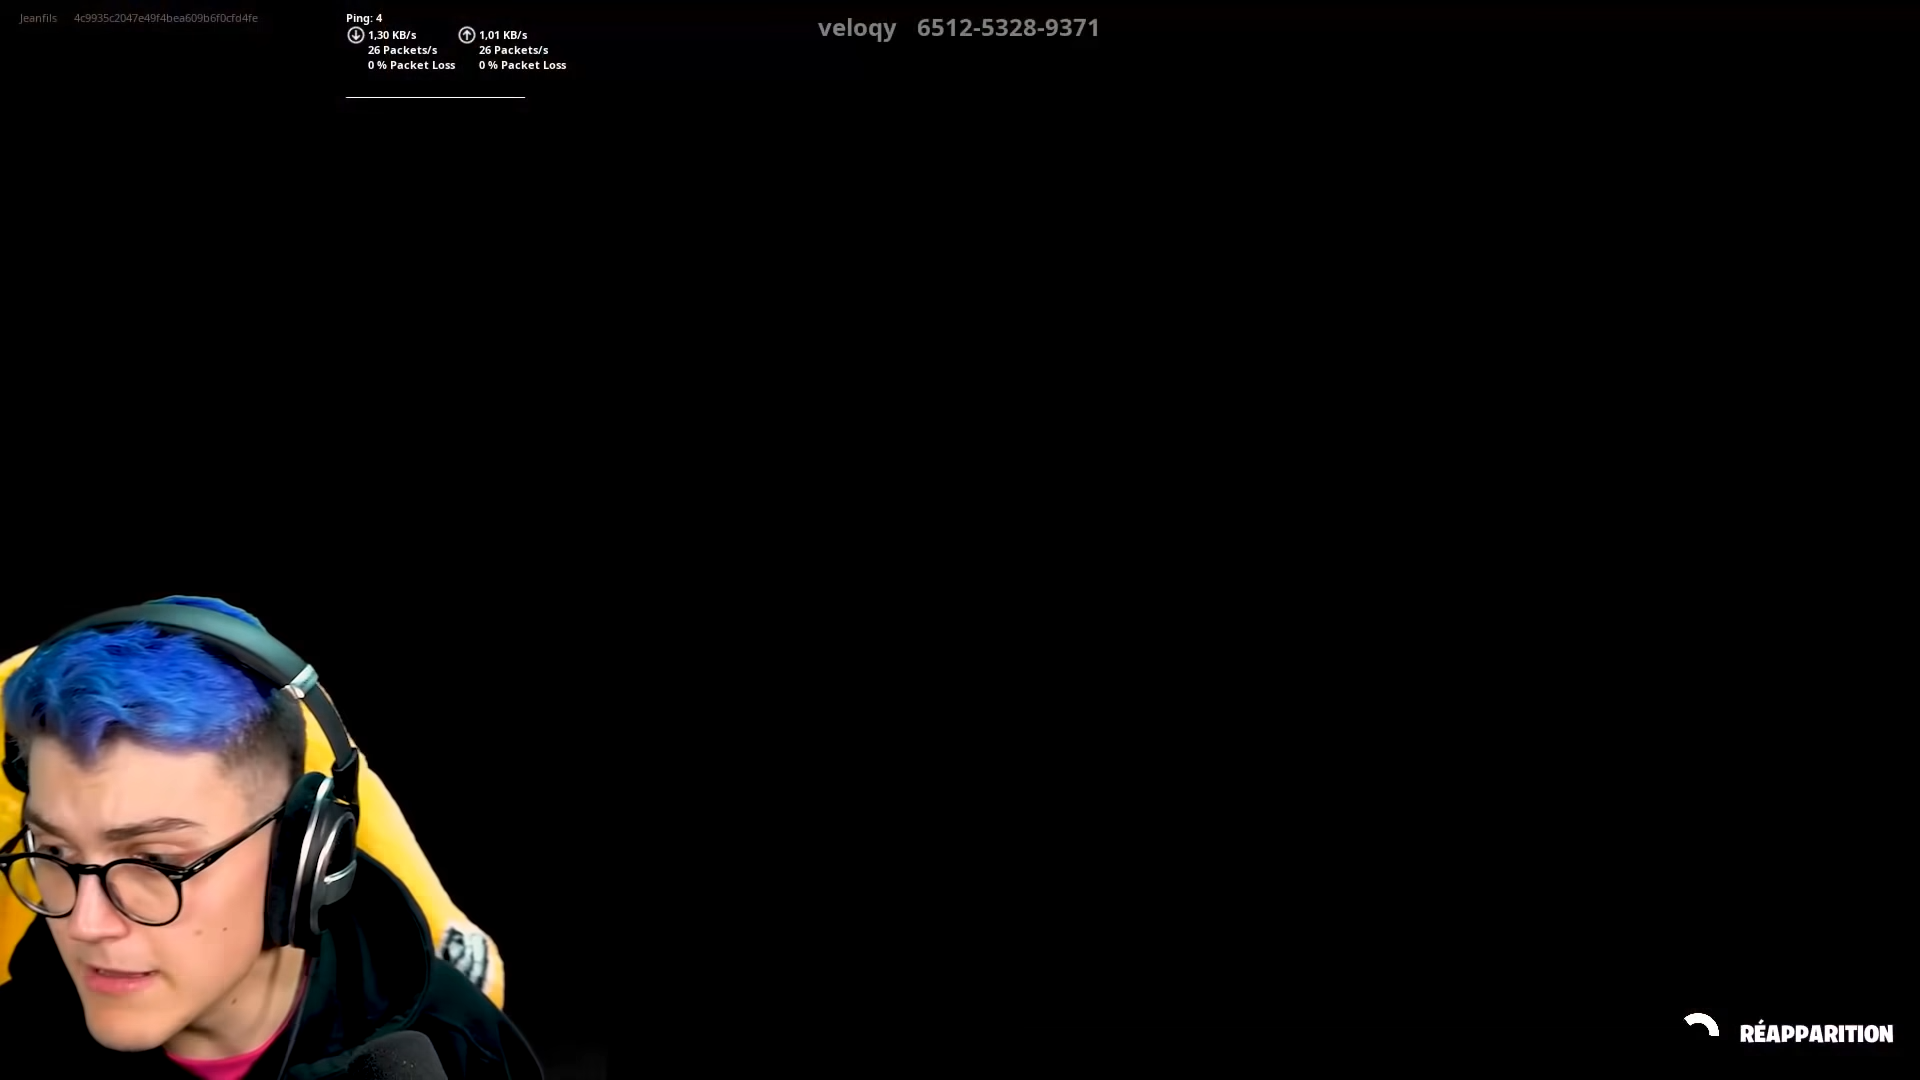 Jeanfils 4c9935c2047e49f4bea609b6f0cfd4fe
Ping: 4
1,30 KB/s 1,01 KB/s
26 Packets/s 26 Packets/s
0 % Packet Loss 0 % Packet Loss
veloqy 6512-5328-9371
RÉAPPARITION